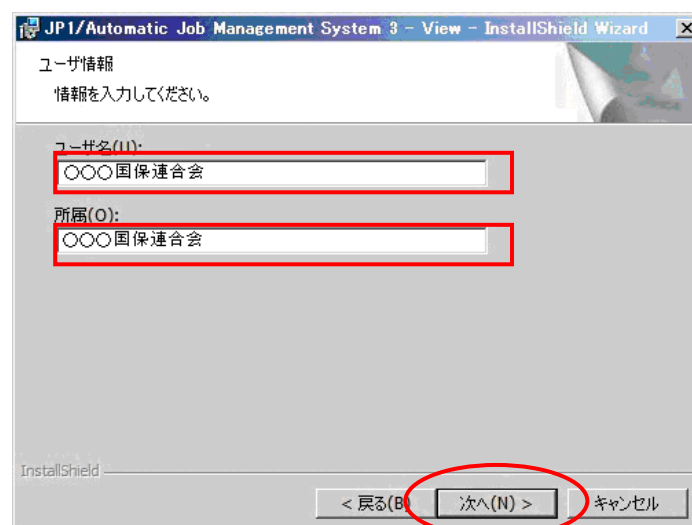 JP1/Automatic Job Management System 3 - View - InstallShield Wizard
ユーザ情報
情報を入力してください。
ユーザ名(U):
○○○国保連合会
所属(O):
○○○国保連合会
InstallShield
< 戻る(B)
次へ(N) >
キャンセル